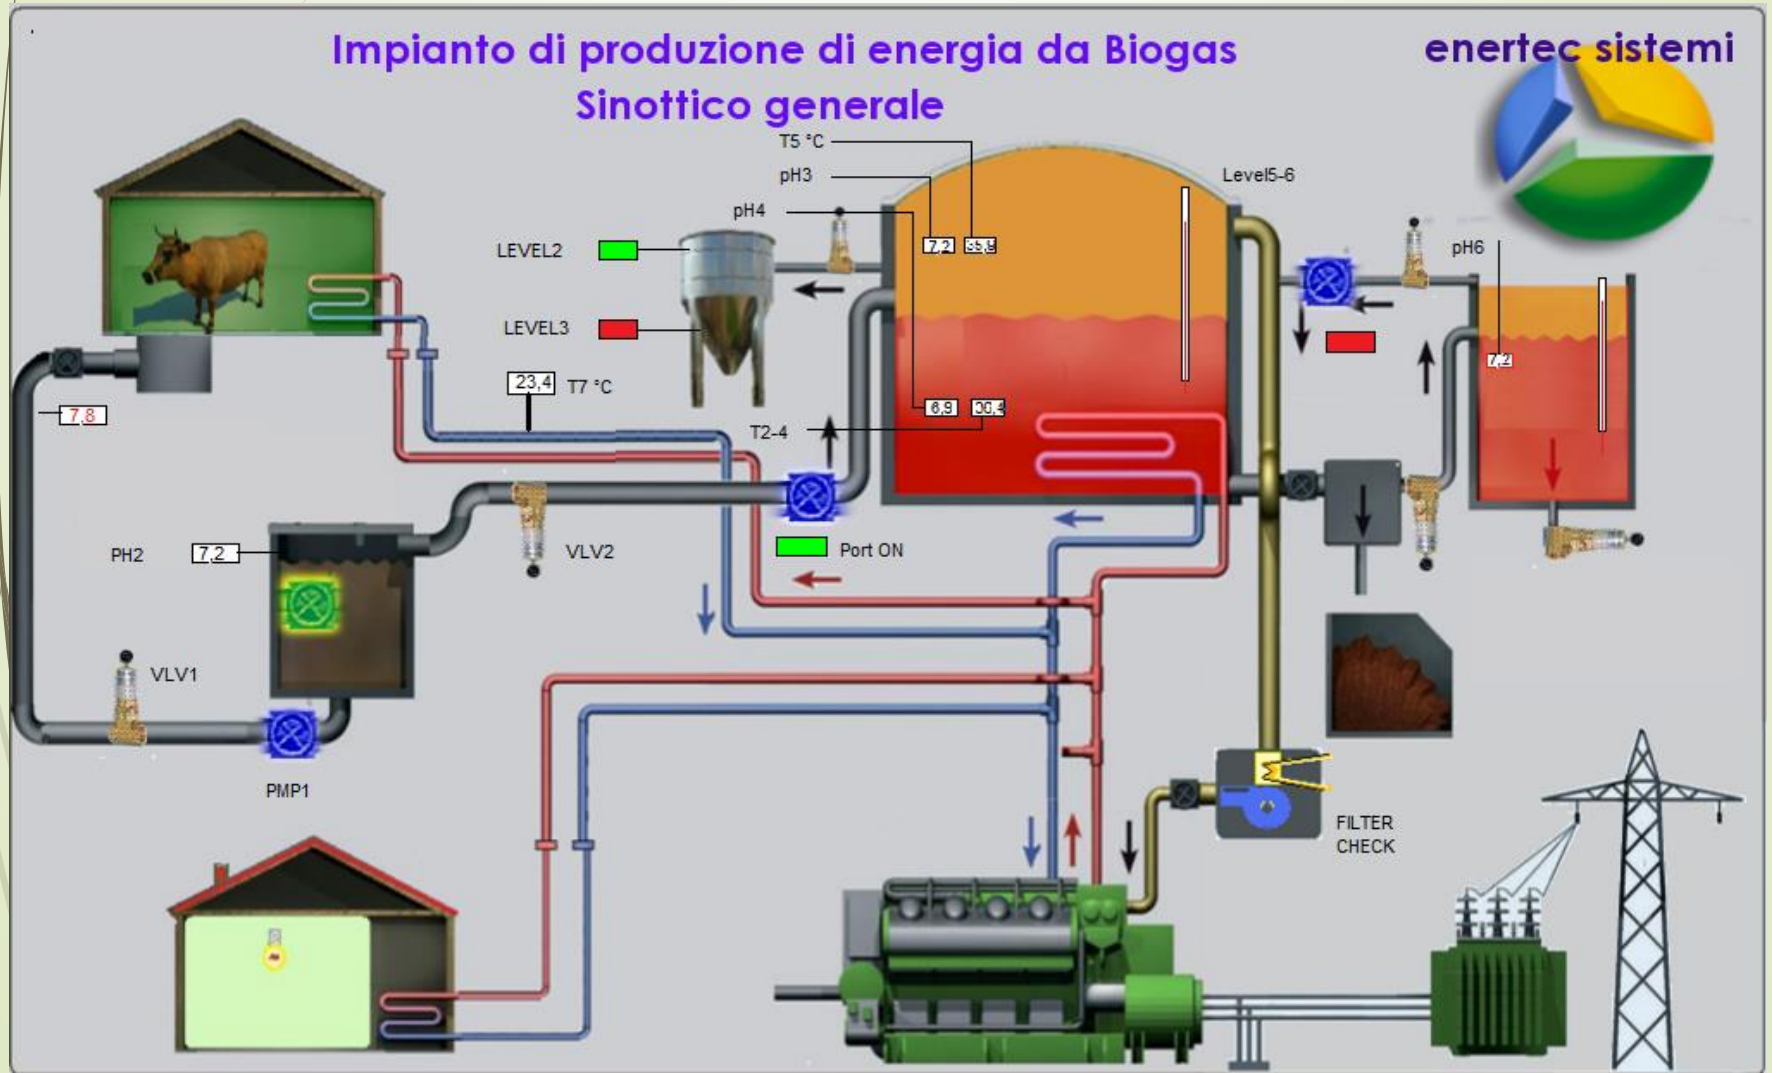 Impianto di produzione di energia da Biogas
Sinottico generale
enertec sistemi
T5 °C
pH3
pH4
Level5-6
LEVEL2
7,2
pH6
LEVEL3
7,2
23,4 T7 °C
7,8
6,9
T2-4
PH2 7,2
VLV2
Port ON
VLV1
PMP1
FILTER
CHECK